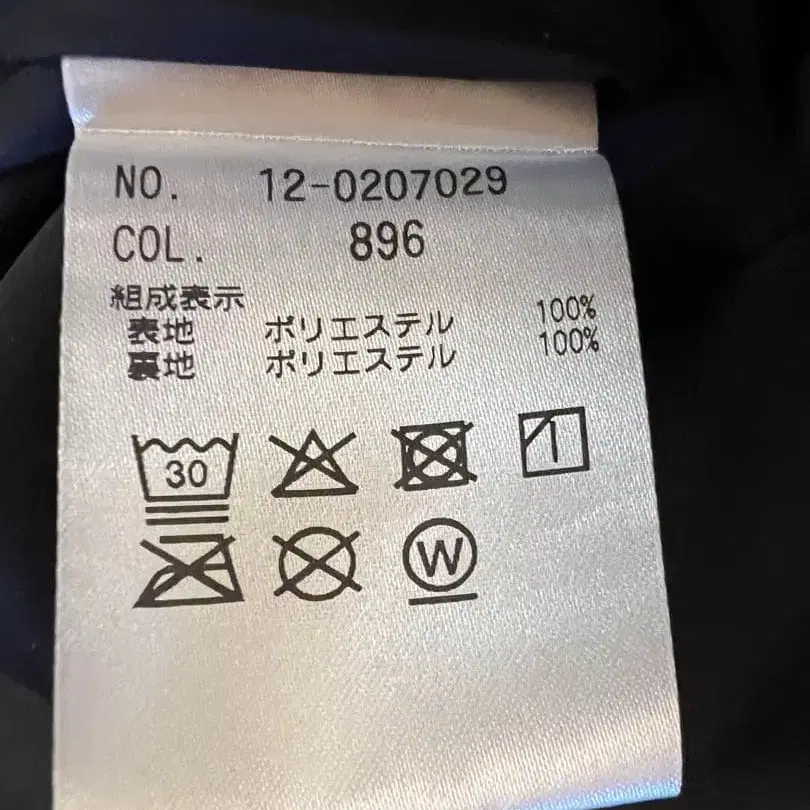 NO. 12-0207029
COL. 896
組成表示
表地 ポリエステル 100%
裏地 ポリエステル 100%
30
W